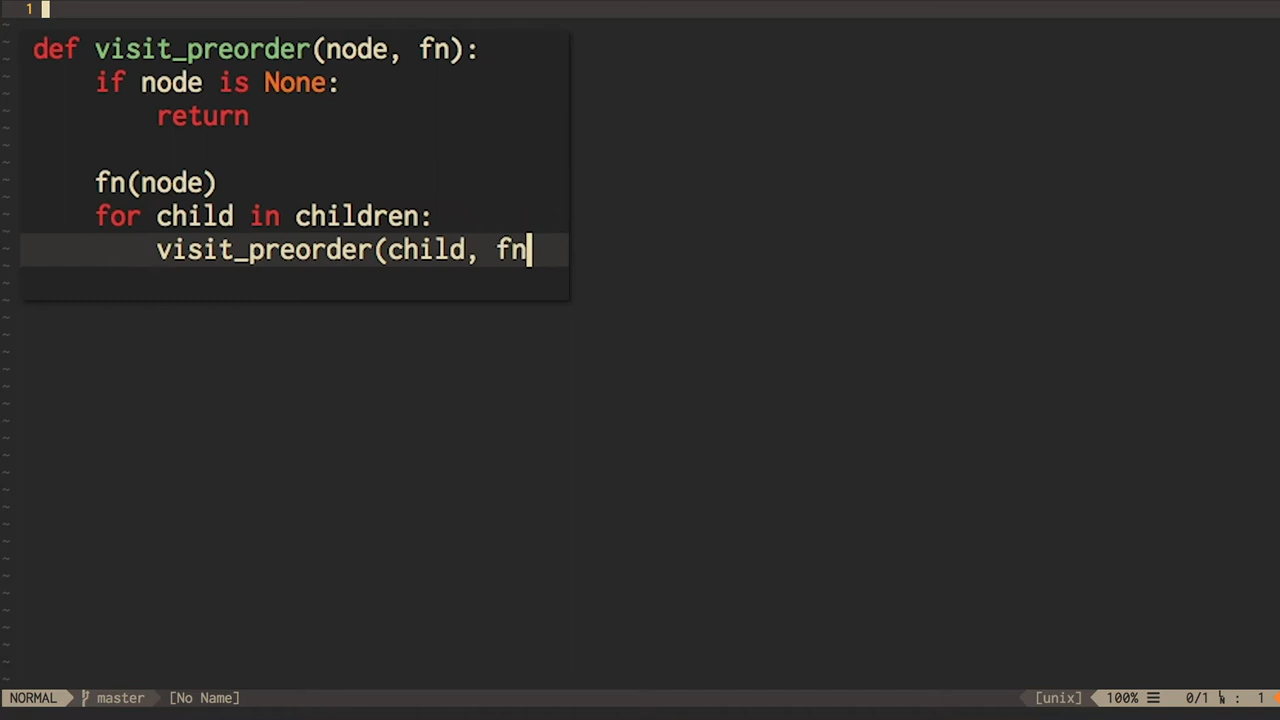 1
def visit_preorder(node, fn):
if node is None:
return
fn(node)
for child in children:
visit_preorder(child, fn
NORMAL master [No Name] [unix] 100% ☰ 0/1 ㏑ : 1